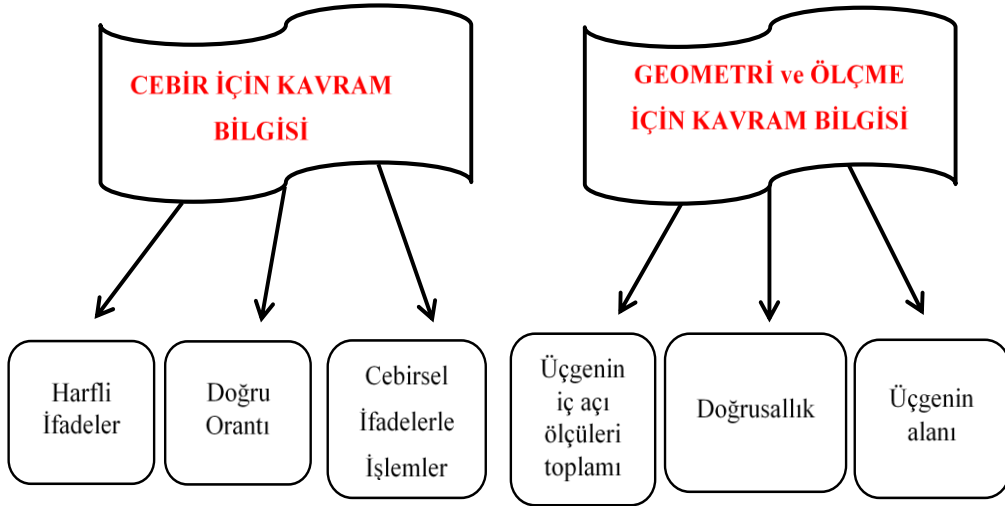 CEBİR İÇİN KAVRAM
BİLGİSİ
GEOMETRİ ve ÖLÇME
İÇİN KAVRAM BİLGİSİ
Harfli
İfadeler
Doğru
Orantı
Cebirsel
İfadelerle
İşlemler
Üçgenin
iç açı
ölçüleri
toplamı
Doğrusallık
Üçgenin
alanı